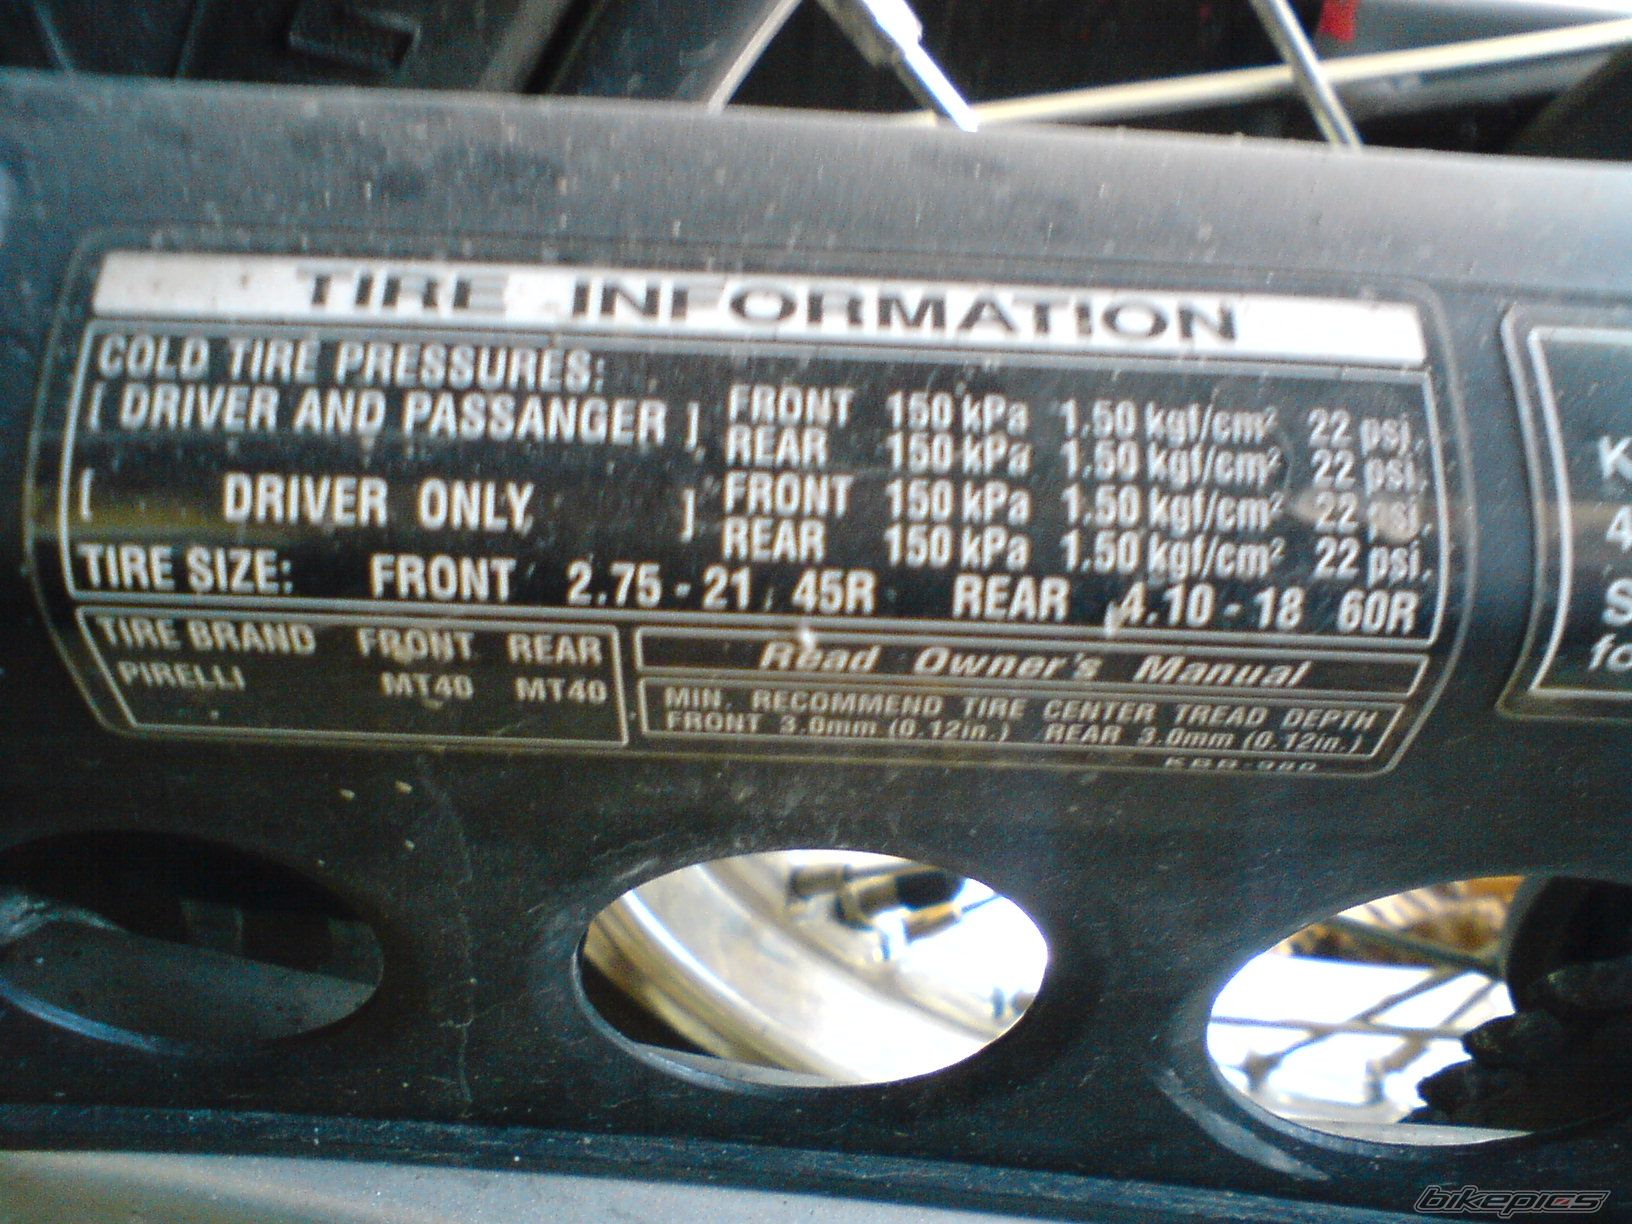 TIRE INFORMATION
COLD TIRE PRESSURES:
[ DRIVER AND PASSANGER ] FRONT 150 kPa 1.50 kgf/cm² 22 psi.
REAR 150 kPa 1.50 kgf/cm² 22 psi.
[ DRIVER ONLY ] FRONT 150 kPa 1.50 kgf/cm² 22 psi.
REAR 150 kPa 1.50 kgf/cm² 22 psi.
TIRE SIZE: FRONT 2.75 - 21 45R REAR 4.10 - 18 60R
TIRE BRAND FRONT REAR
PIRELLI MT40 MT40
Read Owner's Manual
MIN. RECOMMEND TIRE CENTER TREAD DEPTH
FRONT 3.0mm (0.12in.) REAR 3.0mm (0.12in.)
K
4
S
fo
bikepics